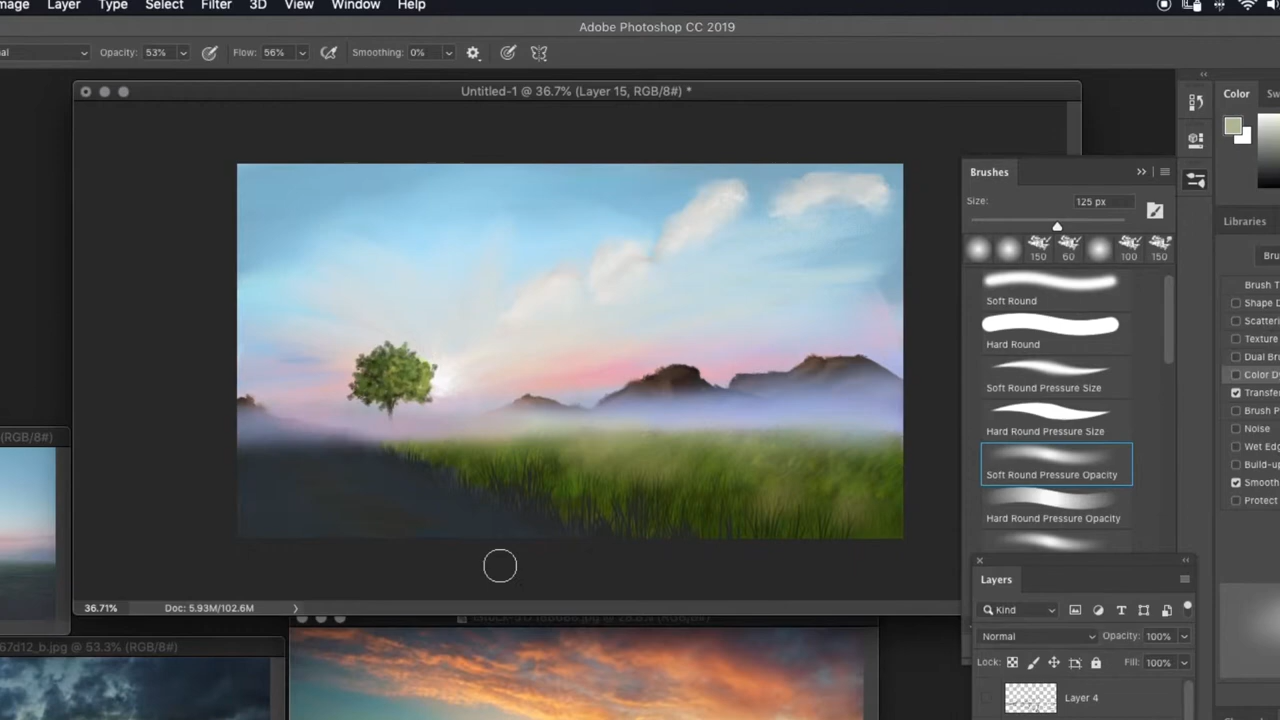 Layer Type Select Filter 3D View Window Help
Adobe Photoshop CC 2019
Opacity: 53% Flow: 56% Smoothing: 0%
Untitled-1 @ 36.7% (Layer 15, RGB/8#) *
Color
Brushes
Size: 125 px
Libraries
150 60 100 150
Soft Round
Hard Round
Soft Round Pressure Size
Hard Round Pressure Size
Soft Round Pressure Opacity
Hard Round Pressure Opacity
Brush T
Shape D
Scatteri
Texture
Dual Bru
Color D
Transfer
Brush P
Noise
Wet Edg
Build-up
Smooth
Protect
(RGB/8#)
36.71% Doc: 5.93M/102.6M
67d12_b.jpg @ 53.3% (RGB/8#)
Layers
Kind
Normal Opacity: 100%
Lock: Fill: 100%
Layer 4